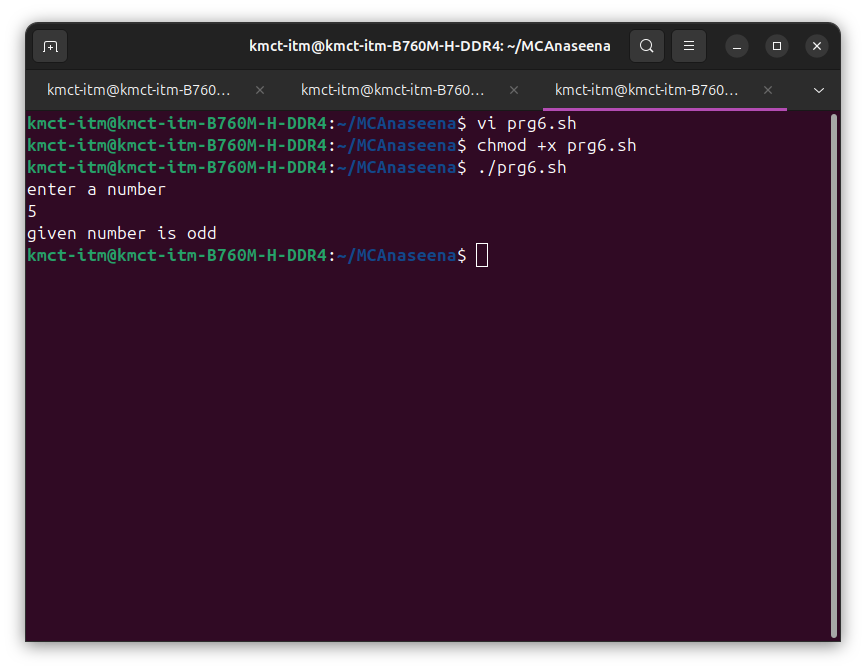 kmct-itm@kmct-itm-B760M-H-DDR4: ~/MCAnaseena
kmct-itm@kmct-itm-B760... kmct-itm@kmct-itm-B760... kmct-itm@kmct-itm-B760...
kmct-itm@kmct-itm-B760M-H-DDR4:~/MCAnaseena$ vi prg6.sh
kmct-itm@kmct-itm-B760M-H-DDR4:~/MCAnaseena$ chmod +x prg6.sh
kmct-itm@kmct-itm-B760M-H-DDR4:~/MCAnaseena$ ./prg6.sh
enter a number
5
given number is odd
kmct-itm@kmct-itm-B760M-H-DDR4:~/MCAnaseena$